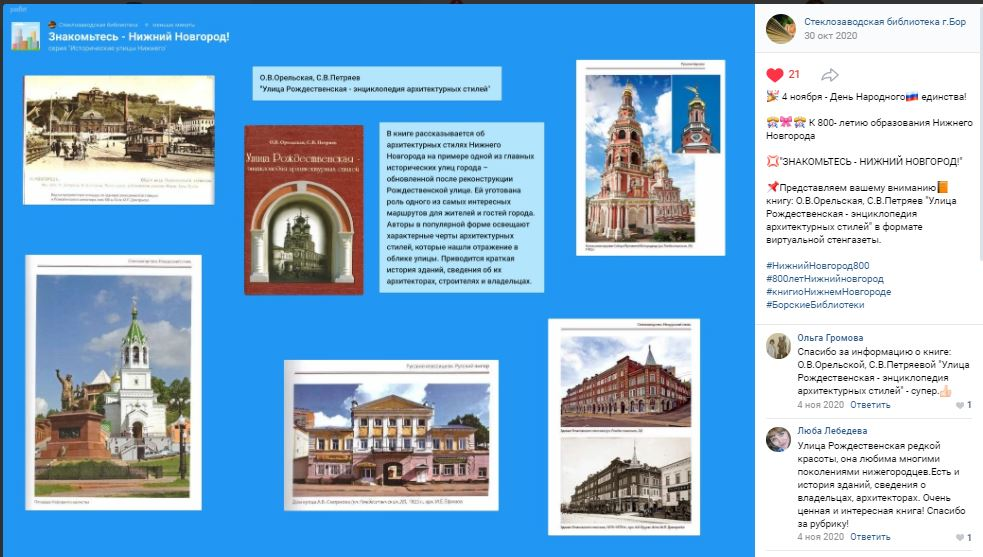 padlet
Стеклозаводская библиотека
Знакомьтесь - Нижний Новгород!
серия "Исторические улицы Нижнего"
О.В.Орельская, С.В.Петряев
"Улица Рождественская - энциклопедия архитектурных стилей"
О.В. Орельская, С.В. Петряев
Улица Рождественская -
энциклопедия архитектурных стилей
В книге рассказывается об
архитектурных стилях Нижнего
Новгорода на примере одной из главных
исторических улиц города –
обновленной после реконструкции
Рождественской улице. Ей уготована
роль одного из самых интересных
маршрутов для жителей и гостей города.
Авторы в популярной форме освещают
характерные черты архитектурных
стилей, которые нашли отражение в
облике улицы. Приводится краткая
история зданий, сведения об их
архитекторах, строителях и владельцах.
Русский классицизм. Русский ампир
Стеклозаводская библиотека г.Бор
30 окт 2020
21
🎉 4 ноября - День Народного🇷🇺 единства!
К 800- летию образования Нижнего
Новгорода
💢"ЗНАКОМЬТЕСЬ - НИЖНИЙ НОВГОРОД!"
📌Представляем вашему вниманию📙
книгу: О.В.Орельская, С.В.Петряев "Улица
Рождественская - энциклопедия
архитектурных стилей" в формате
виртуальной стенгазеты.
#НижнийНовгород800
#800летНижнийновгород
#книгиоНижнемНовгороде
#БорскиеБиблиотеки
Ольга Громова
Спасибо за информацию о книге:
О.В.Орельской, С.В.Петряевой "Улица
Рождественская - энциклопедия
архитектурных стилей" - супер.👍
4 ноя 2020 Ответить 1
Люба Лебедева
Улица Рождественская редкой
красоты, она любима многими
поколениями нижегородцев.Есть и
история зданий, сведения о
владельцах, архитекторах. Очень
ценная и интересная книга! Спасибо
за рубрику!
4 ноя 2020 Ответить 1